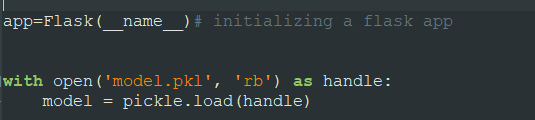 app=Flask(__name__)# initializing a flask app
with open('model.pkl', 'rb') as handle:
    model = pickle.load(handle)